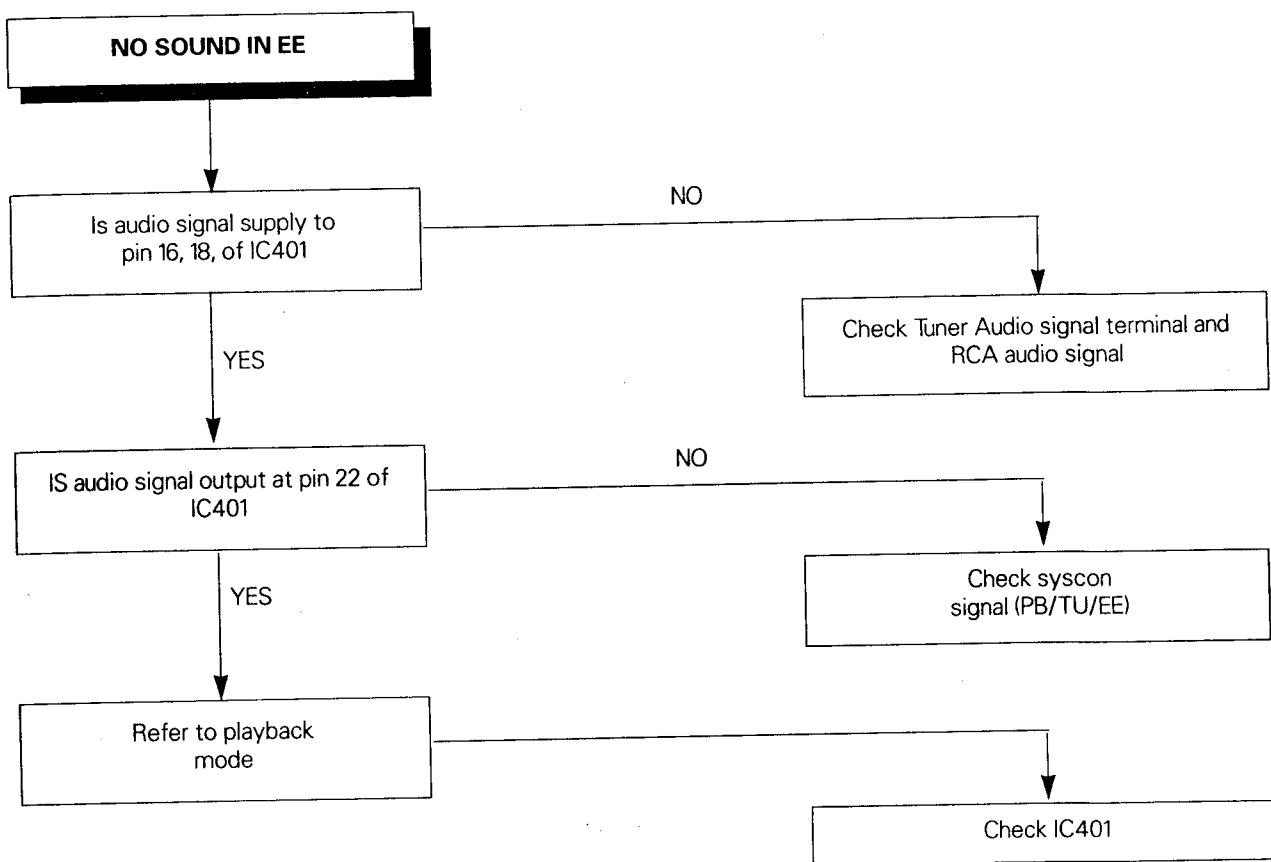 NO SOUND IN EE
Is audio signal supply to
pin 16, 18, of IC401
NO
Check Tuner Audio signal terminal and
RCA audio signal
YES
IS audio signal output at pin 22 of
IC401
NO
Check syscon
signal (PB/TU/EE)
YES
Refer to playback
mode
Check IC401